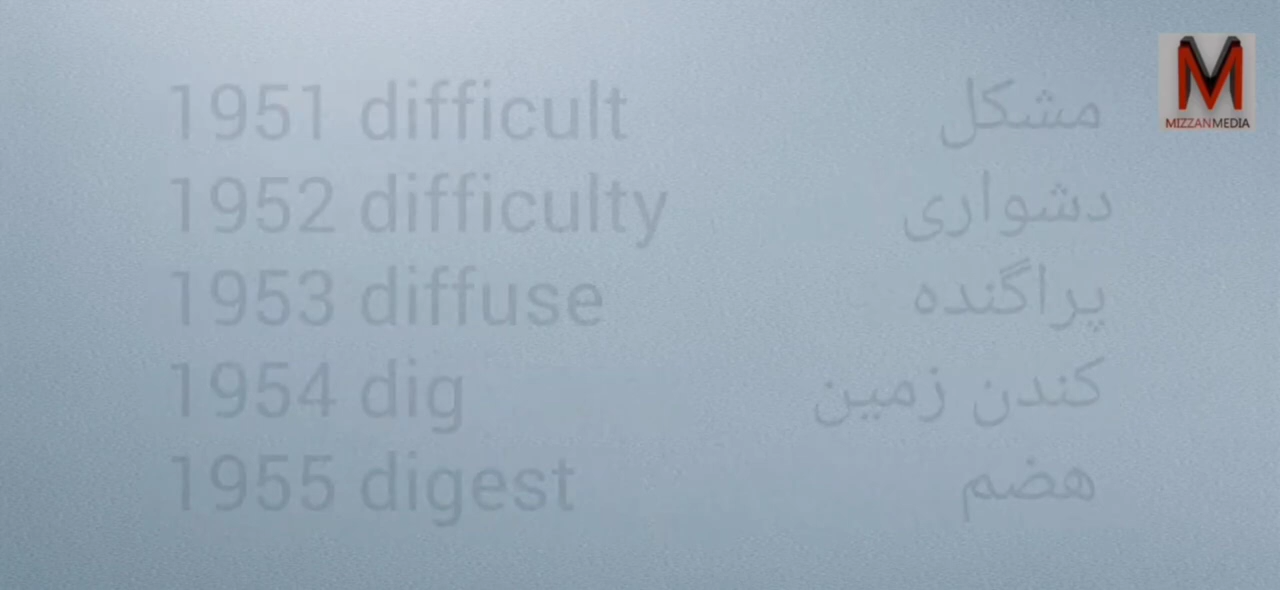 1951 difficult مشکل
1952 difficulty دشواری
1953 diffuse پراگنده
1954 dig کندن زمین
1955 digest هضم
MIZZANMEDIA